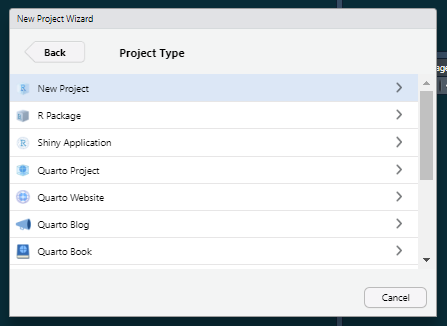 New Project Wizard
Back
Project Type
New Project
R Package
Shiny Application
Quarto Project
Quarto Website
Quarto Blog
Quarto Book
Cancel